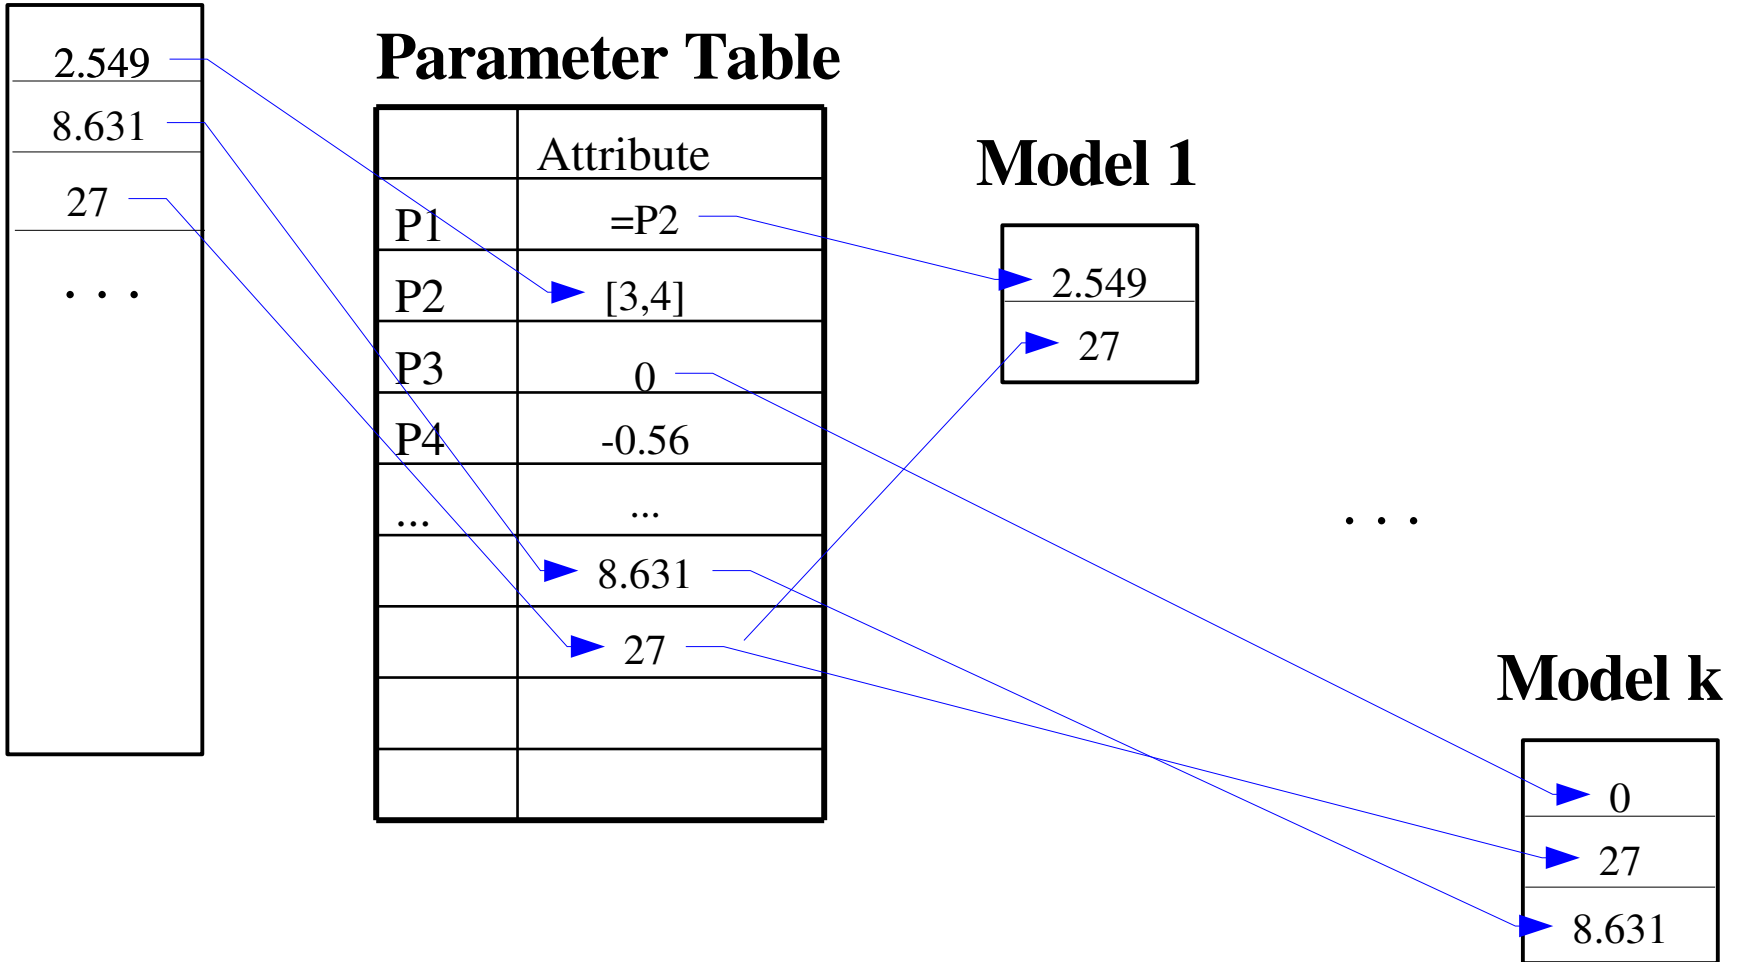 2.549
8.631
27
. . .
Parameter Table
Attribute
P1 =P2
P2 [3,4]
P3 0
P4 -0.56
... ...
8.631
27
Model 1
2.549
27
. . .
Model k
0
27
8.631